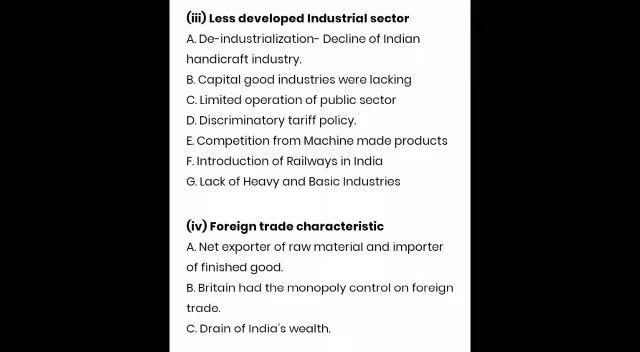 (iii) Less developed Industrial sector
A. De-industrialization- Decline of Indian
handicraft industry.
B. Capital good industries were lacking
C. Limited operation of public sector
D. Discriminatory tariff policy.
E. Competition from Machine made products
F. Introduction of Railways in India
G. Lack of Heavy and Basic Industries
(iv) Foreign trade characteristic
A. Net exporter of raw material and importer
of finished good.
B. Britain had the monopoly control on foreign
trade.
C. Drain of India's wealth.